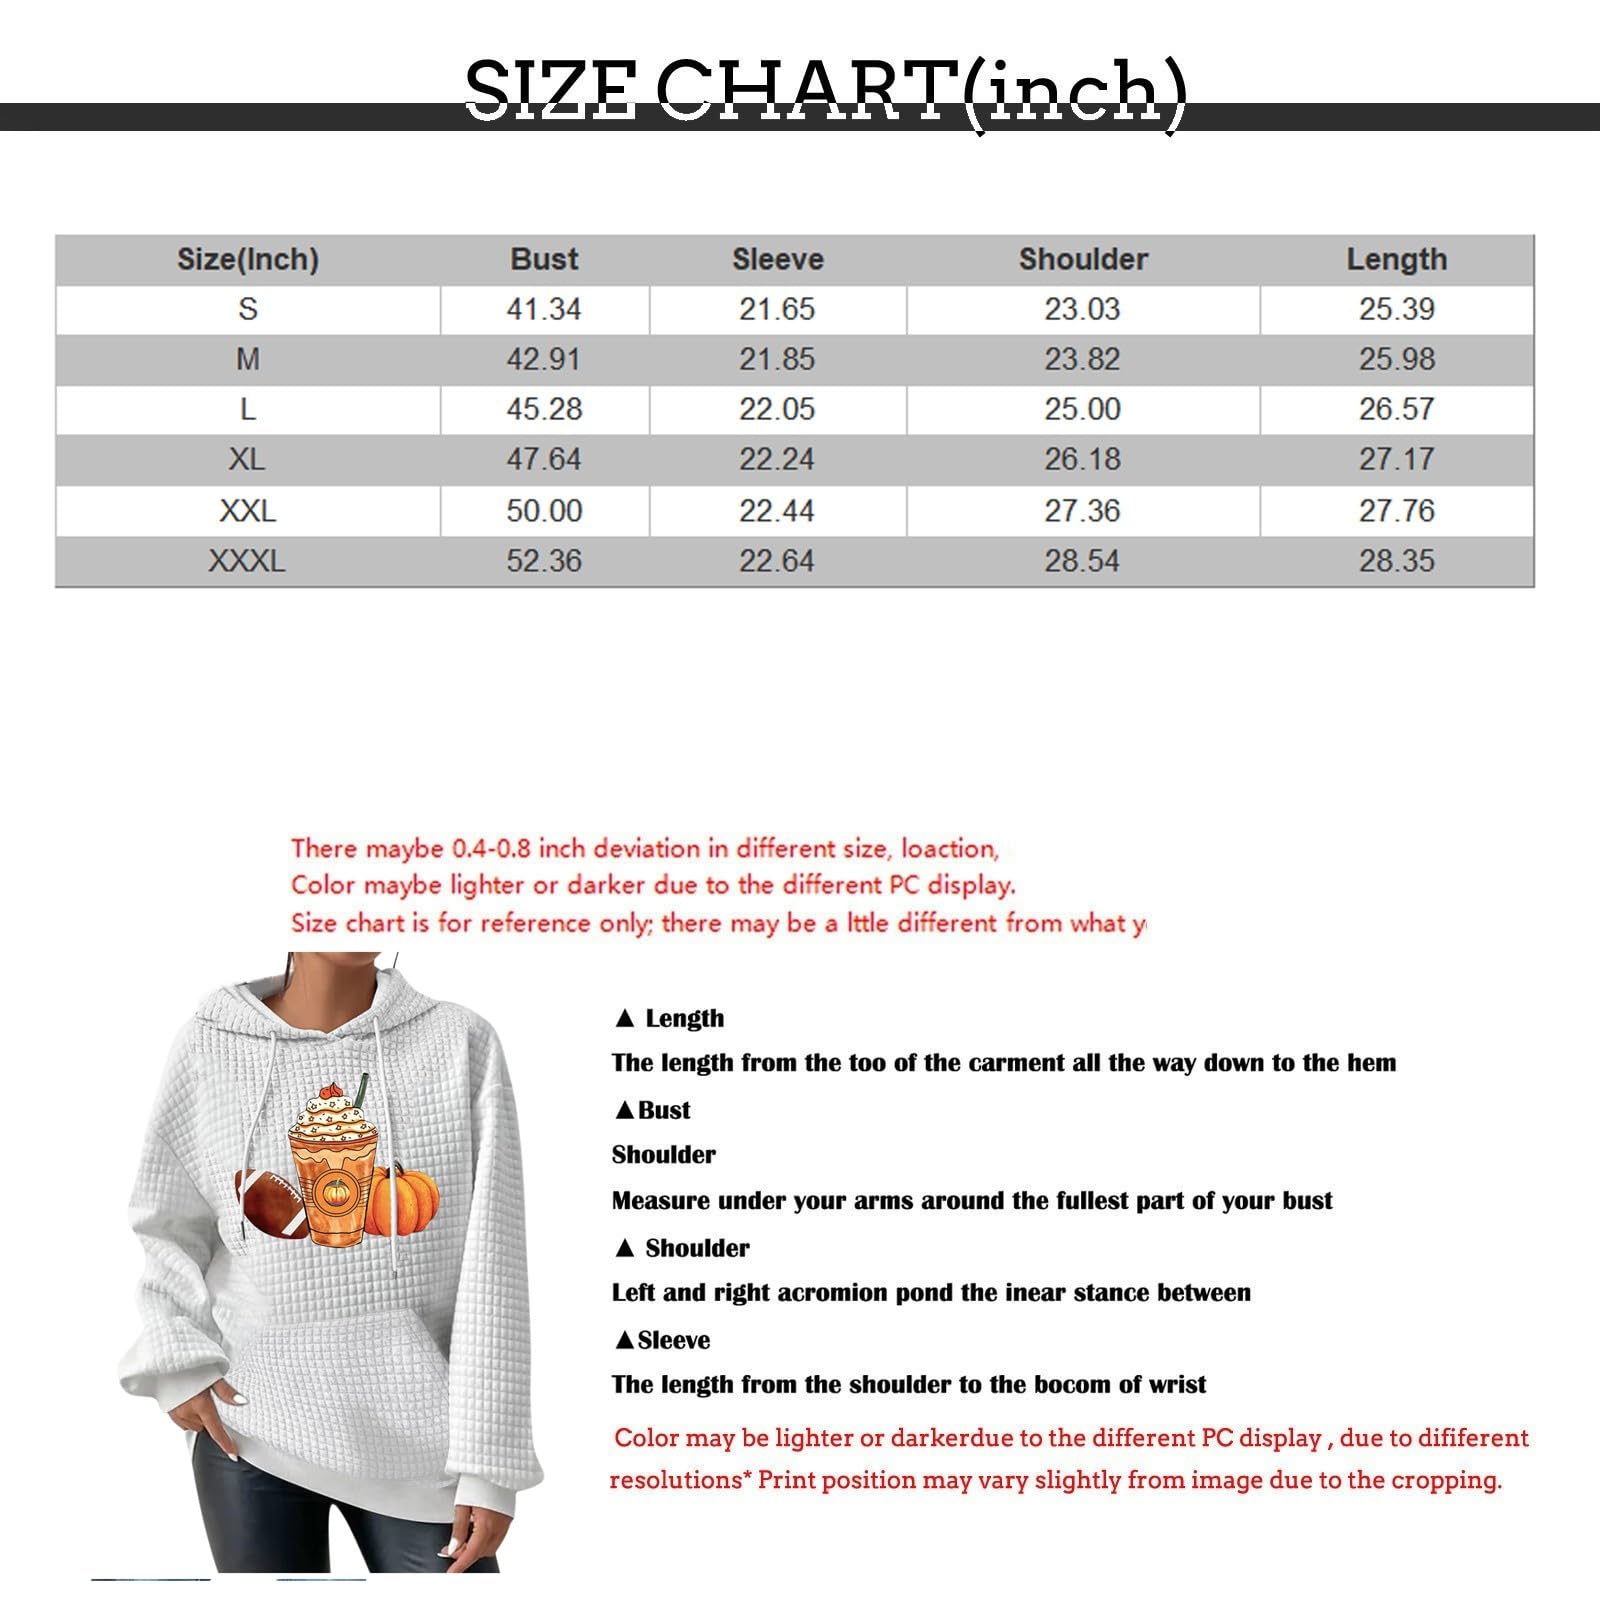 SIZE CHART(inch)
Size(Inch) Bust Sleeve Shoulder Length
S 41.34 21.65 23.03 25.39
M 42.91 21.85 23.82 25.98
L 45.28 22.05 25.00 26.57
XL 47.64 22.24 26.18 27.17
XXL 50.00 22.44 27.36 27.76
XXXL 52.36 22.64 28.54 28.35
There maybe 0.4-0.8 inch deviation in different size, loaction,
Color maybe lighter or darker due to the different PC display.
Size chart is for reference only; there may be a lttle different from what y
▲ Length
The length from the too of the carment all the way down to the hem
▲Bust
Shoulder
Measure under your arms around the fullest part of your bust
▲ Shoulder
Left and right acromion pond the inear stance between
▲Sleeve
The length from the shoulder to the bocom of wrist
Color may be lighter or darkerdue to the different PC display , due to dififerent
resolutions* Print position may vary slightly from image due to the cropping.